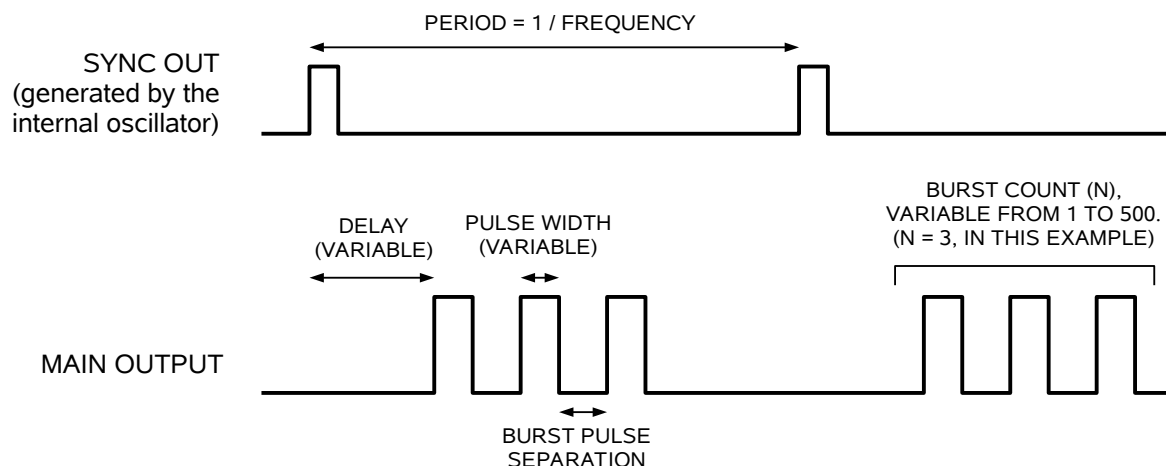 PERIOD = 1 / FREQUENCY
SYNC OUT
(generated by the
internal oscillator)
BURST COUNT (N),
VARIABLE FROM 1 TO 500.
(N = 3, IN THIS EXAMPLE)
DELAY
(VARIABLE)
PULSE WIDTH
(VARIABLE)
MAIN OUTPUT
BURST PULSE
SEPARATION